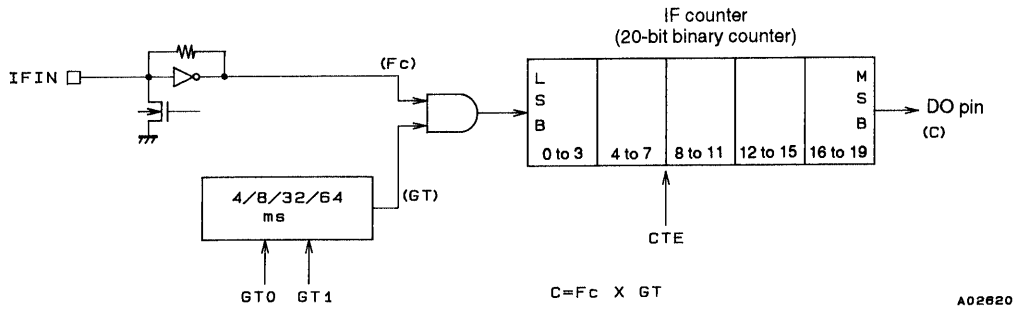 IF counter
(20-bit binary counter)
IFIN
(Fc)
L
S
B
M
S
B
DO pin
(C)
0 to 3
4 to 7
8 to 11
12 to 15
16 to 19
4/8/32/64
ms
(GT)
CTE
GT0
GT1
C=Fc X GT
A02620